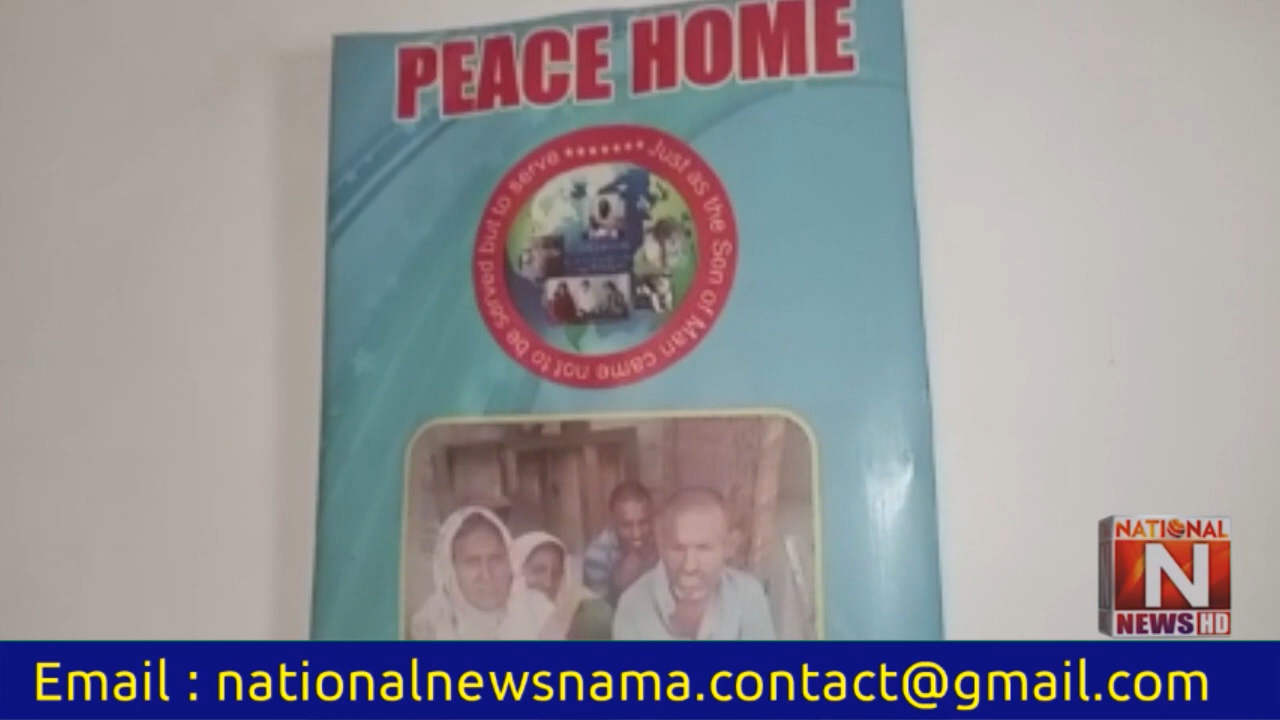 PEACE HOME
Just as the Son of Man came not to be served but to serve
NATIONAL
N
NEWS HD
Email : nationalnewsnama.contact@gmail.com